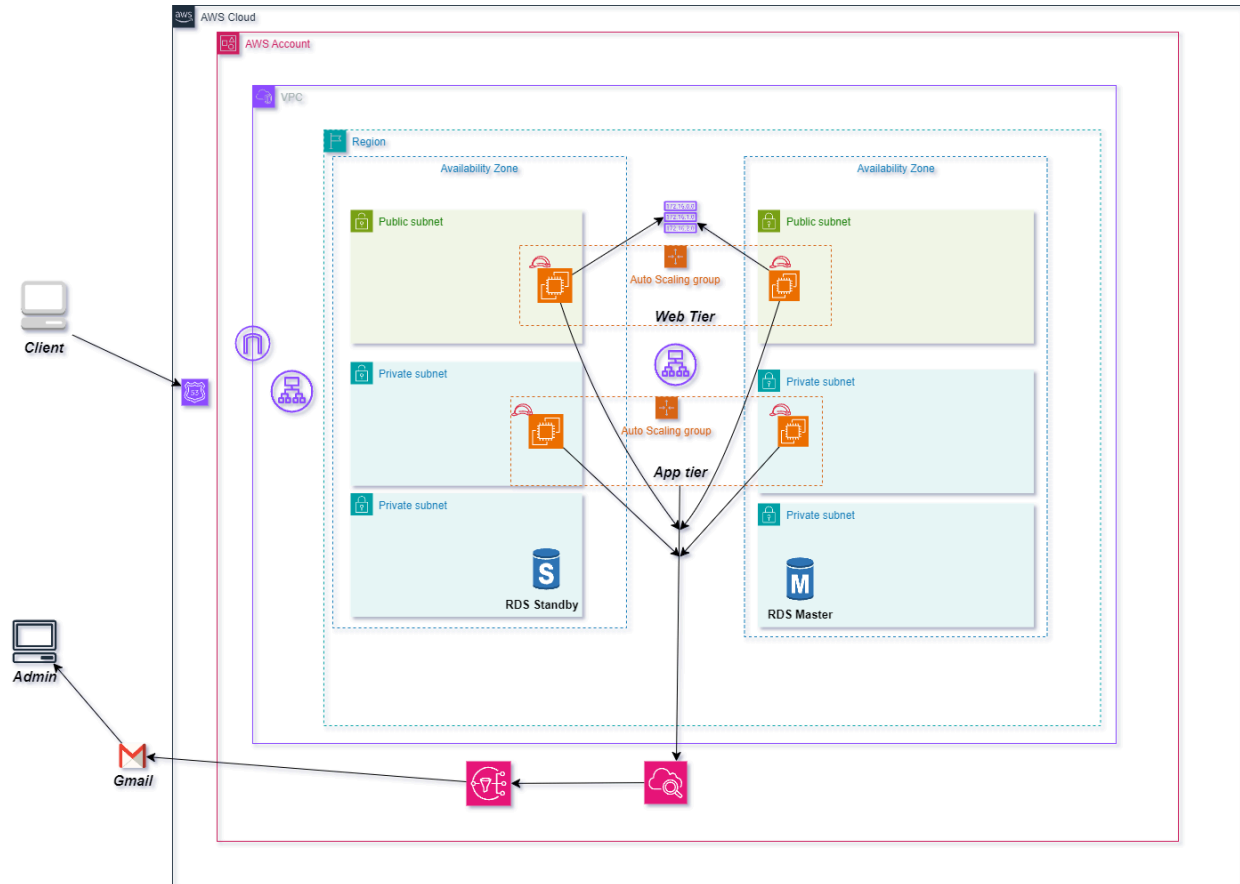 aws
AWS Cloud
AWS Account
VPC
Region
Availability Zone
Availability Zone
Public subnet
Public subnet
Auto Scaling group
Web Tier
Client
53
Private subnet
Private subnet
Auto Scaling group
App tier
Private subnet
Private subnet
S
M
RDS Standby
RDS Master
Admin
Gmail